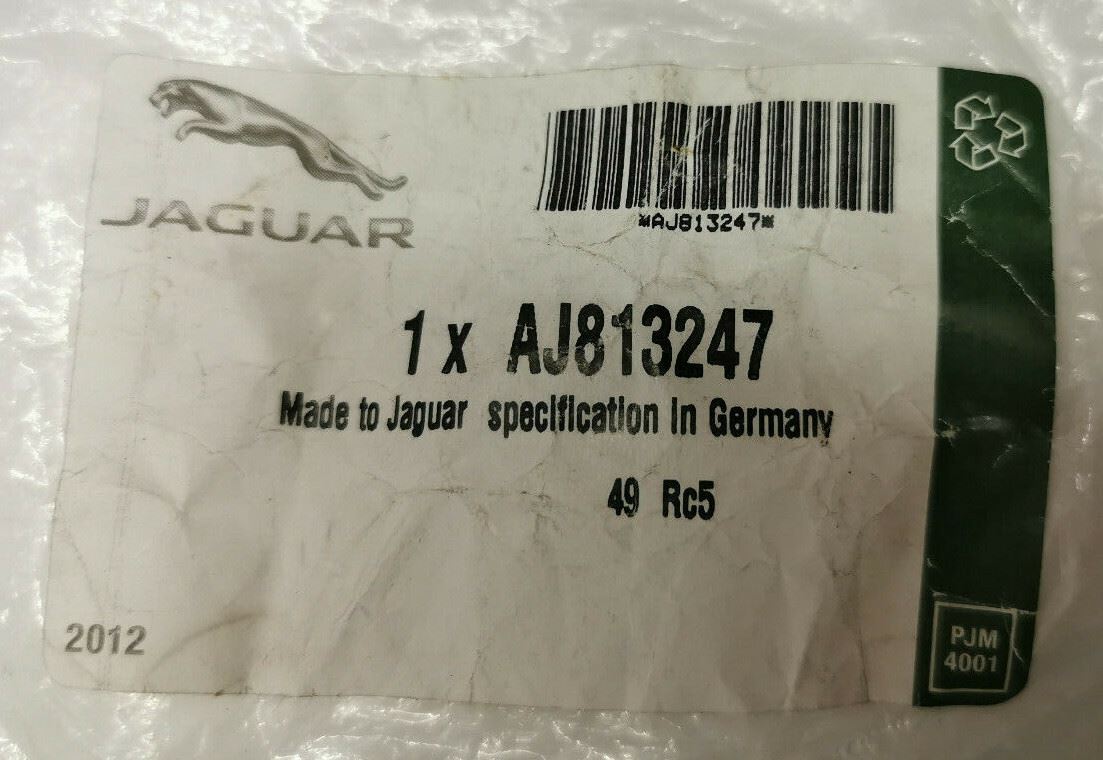 JAGUAR
*AJ813247*
1 x AJ813247
Made to Jaguar specification In Germany
49 Rc5
2012
PJM
4001